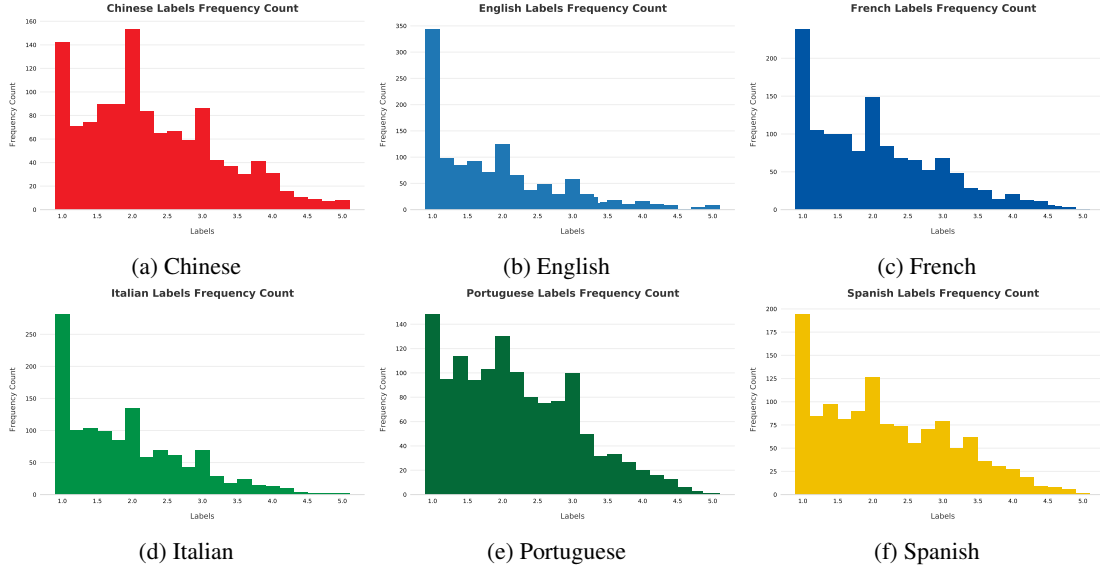 Chinese Labels Frequency Count
160
140
120
100
80
60
40
20
0
Frequency Count
1.0 1.5 2.0 2.5 3.0 3.5 4.0 4.5 5.0
Labels
(a) Chinese
English Labels Frequency Count
350
300
250
200
150
100
50
0
Frequency Count
1.0 1.5 2.0 2.5 3.0 3.5 4.0 4.5 5.0
Labels
(b) English
French Labels Frequency Count
200
150
100
50
0
Frequency Count
1.0 1.5 2.0 2.5 3.0 3.5 4.0 4.5 5.0
Labels
(c) French
Italian Labels Frequency Count
250
200
150
100
50
0
Frequency Count
1.0 1.5 2.0 2.5 3.0 3.5 4.0 4.5 5.0
Labels
(d) Italian
Portuguese Labels Frequency Count
140
120
100
80
60
40
20
0
Frequency Count
1.0 1.5 2.0 2.5 3.0 3.5 4.0 4.5 5.0
Labels
(e) Portuguese
Spanish Labels Frequency Count
200
175
150
125
100
75
50
25
0
Frequency Count
1.0 1.5 2.0 2.5 3.0 3.5 4.0 4.5 5.0
Labels
(f) Spanish